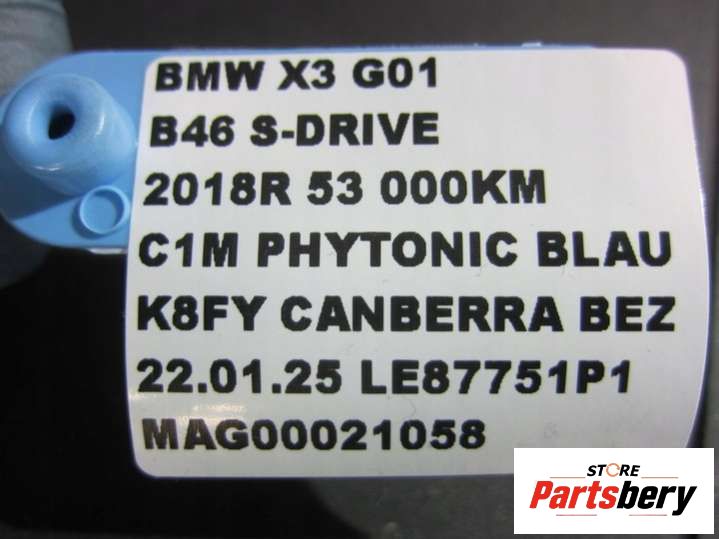 BMW X3 G01
B46 S-DRIVE
2018R 53 000KM
C1M PHYTONIC BLAU
K8FY CANBERRA BEZ
22.01.25 LE87751P1
MAG00021058
STORE
Partsbery